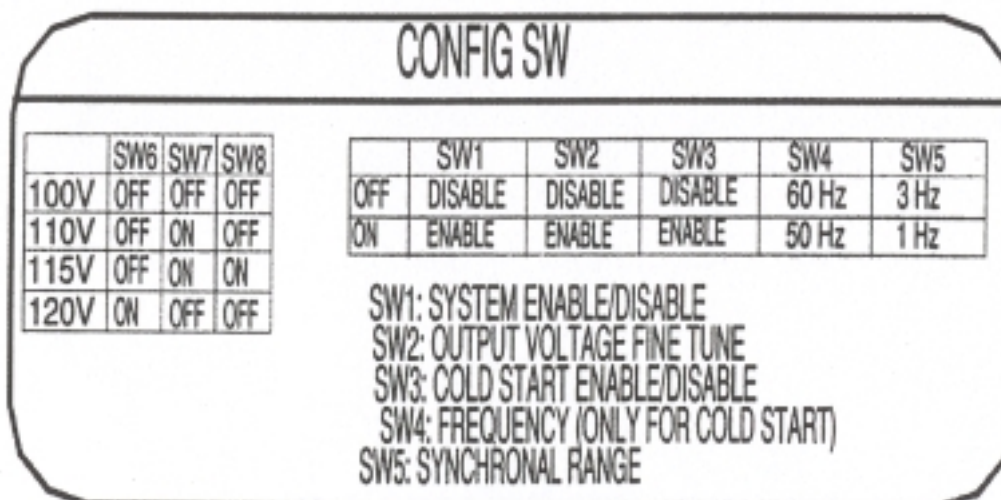 CONFIG SW
SW6 SW7 SW8
100V OFF OFF OFF
110V OFF ON OFF
115V OFF ON ON
120V ON OFF OFF
SW1 SW2 SW3 SW4 SW5
OFF DISABLE DISABLE DISABLE 60 Hz 3 Hz
ON ENABLE ENABLE ENABLE 50 Hz 1 Hz
SW1: SYSTEM ENABLE/DISABLE
SW2: OUTPUT VOLTAGE FINE TUNE
SW3: COLD START ENABLE/DISABLE
SW4: FREQUENCY (ONLY FOR COLD START)
SW5: SYNCHRONAL RANGE